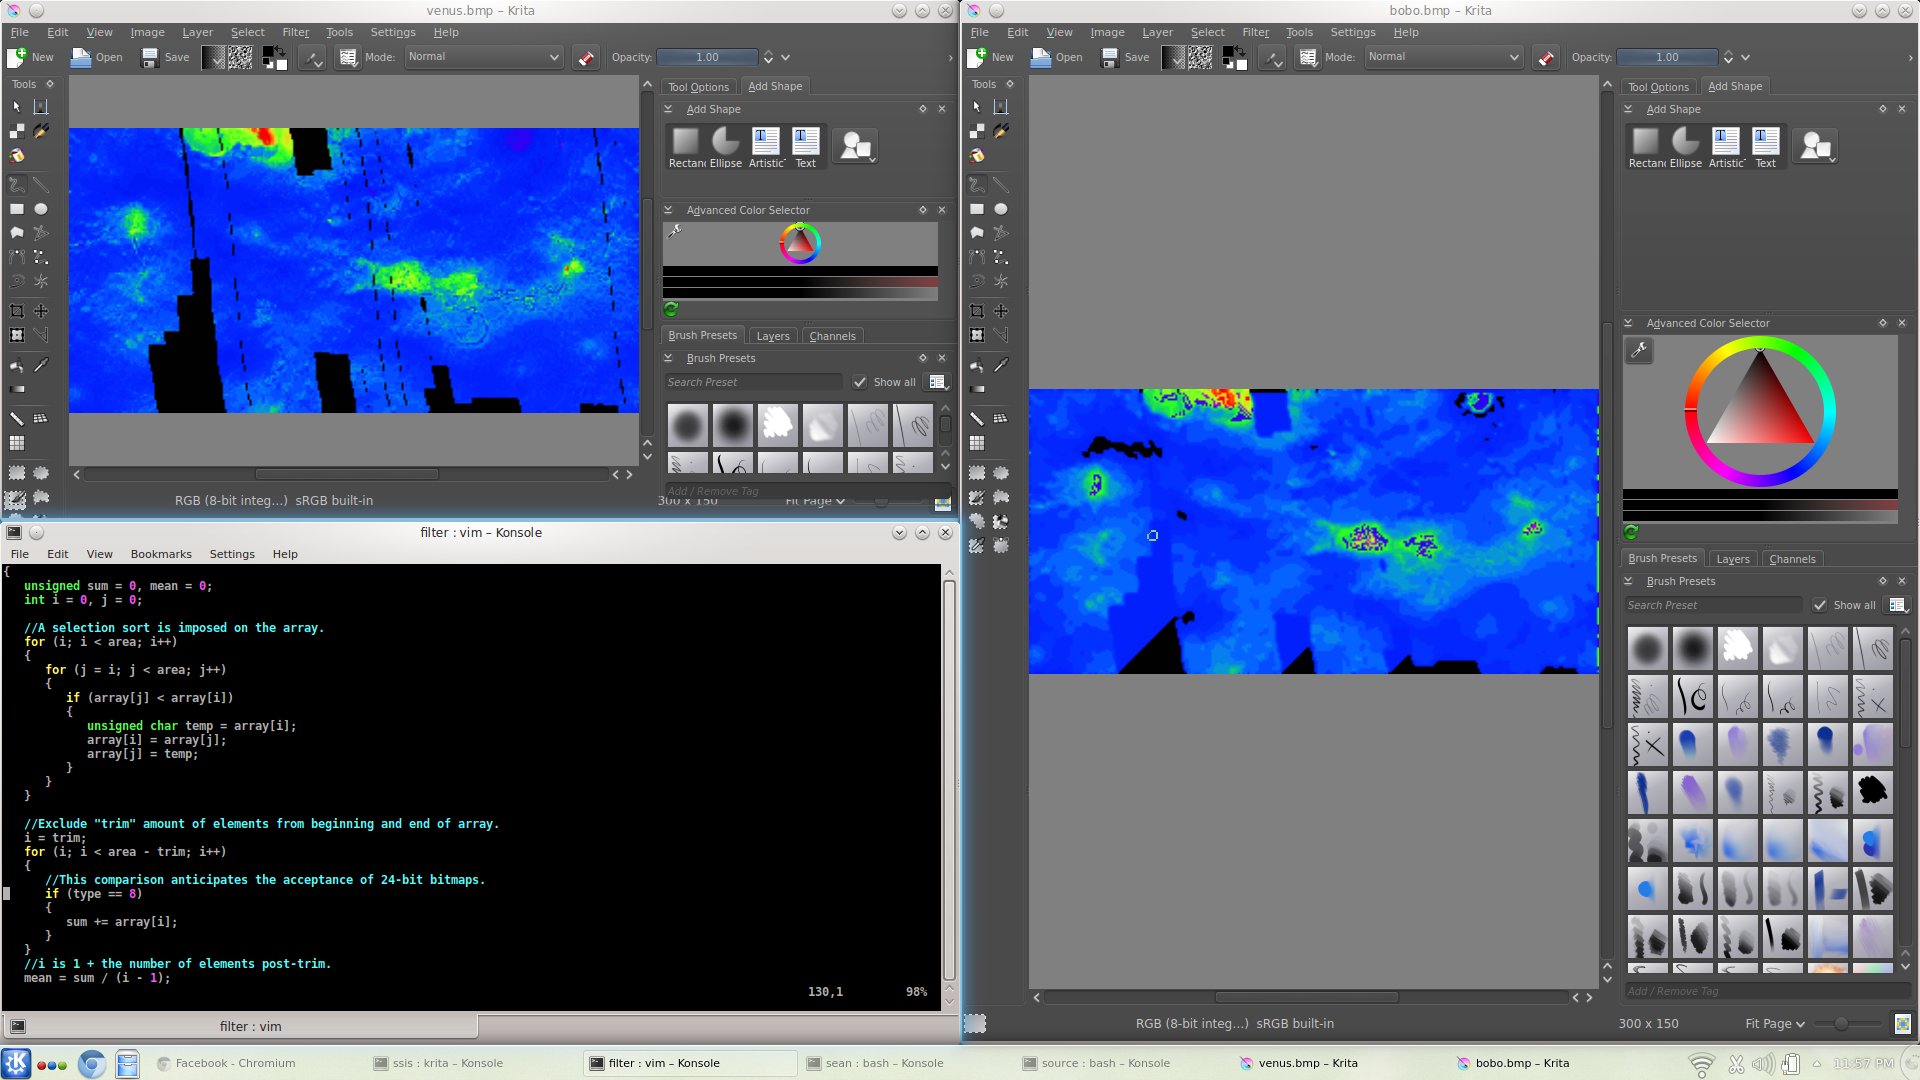 venus.bmp – Krita
File Edit View Image Layer Select Filter Tools Settings Help
New Open Save Mode: Normal Opacity: 1.00
Tools
Tool Options Add Shape
Add Shape
Rectanc Ellipse Artistic Text
Advanced Color Selector
Brush Presets Layers Channels
Brush Presets
Search Preset Show all
Add / Remove Tag
RGB (8-bit integ...) sRGB built-in 300 x 150 Fit Page
bobo.bmp – Krita
File Edit View Image Layer Select Filter Tools Settings Help
New Open Save Mode: Normal Opacity: 1.00
Tools
Tool Options Add Shape
Add Shape
Rectanc Ellipse Artistic Text
Advanced Color Selector
Brush Presets Layers Channels
Brush Presets
Search Preset Show all
Add / Remove Tag
RGB (8-bit integ...) sRGB built-in 300 x 150 Fit Page
filter : vim – Konsole
File Edit View Bookmarks Settings Help
{
unsigned sum = 0, mean = 0;
int i = 0, j = 0;
//A selection sort is imposed on the array.
for (i; i < area; i++)
{
for (j = i; j < area; j++)
{
if (array[j] < array[i])
{
unsigned char temp = array[i];
array[i] = array[j];
array[j] = temp;
}
}
}
//Exclude "trim" amount of elements from beginning and end of array.
i = trim;
for (i; i < area - trim; i++)
{
//This comparison anticipates the acceptance of 24-bit bitmaps.
if (type == 8)
{
sum += array[i];
}
}
//i is 1 + the number of elements post-trim.
mean = sum / (i - 1);
130,1 98%
filter : vim
Facebook - Chromium ssis : krita – Konsole filter : vim – Konsole sean : bash – Konsole source : bash – Konsole venus.bmp – Krita bobo.bmp – Krita 11:57 PM